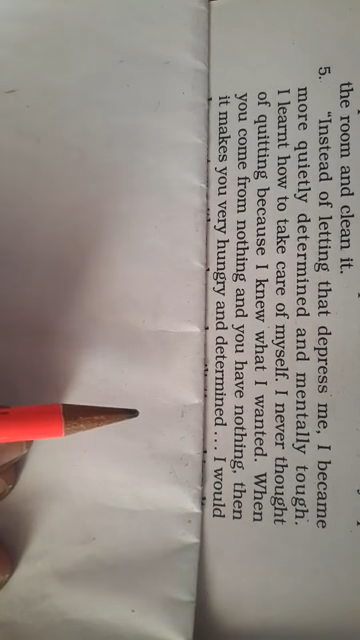 the room and clean it.
5. "Instead of letting that depress me, I became
more quietly determined and mentally tough.
I learnt how to take care of myself. I never thought
of quitting because I knew what I wanted. When
you come from nothing and you have nothing, then
it makes you very hungry and determined .... I would